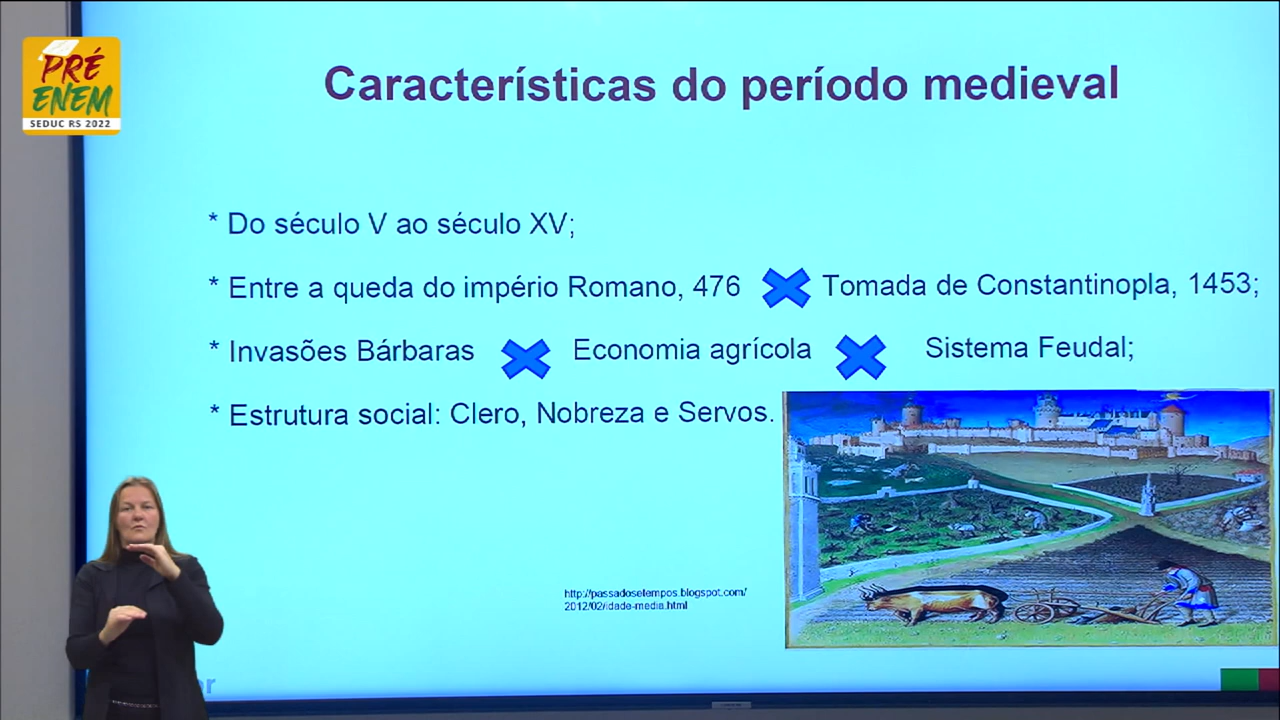 PRÉ
ENEM
SEDUC RS 2022
Características do período medieval
* Do século V ao século XV;
* Entre a queda do império Romano, 476 Tomada de Constantinopla, 1453;
* Invasões Bárbaras Economia agrícola Sistema Feudal;
* Estrutura social: Clero, Nobreza e Servos.
http://passadosetempos.blogspot.com/
2012/02/idade-media.html